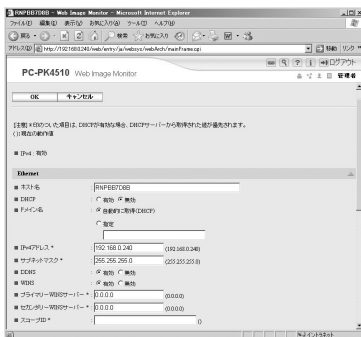 RNPBB7DBB - Web Image Monitor - Microsoft Internet Explorer
ファイル(F) 編集(E) 表示(V) お気に入り(A) ツール(T) ヘルプ(H)
戻る 検索 お気に入り
アドレス(D) http://192.168.0.240/web/entry/ja/websys/webArch/mainFrame.cgi 移動 リンク
ログアウト
PC-PK4510 Web Image Monitor
管理者
OK キャンセル
[注意] *印のついた項目は、DHCPが有効な場合、DHCPサーバーから取得された値が優先されます。
( ):現在の動作値
■ IPv4 : 有効
Ethernet
■ ホスト名 : RNPBB7DBB
■ DHCP : 有効 無効
■ ドメイン名 : 自動的に取得(DHCP)
指定
■ IPv4アドレス * : 192.168.0.240 (192.168.0.240)
■ サブネットマスク * : 255.255.255.0 (255.255.255.0)
■ DDNS : 有効 無効
■ WINS : 有効 無効
■ プライマリーWINSサーバー * : 0.0.0.0 (0.0.0.0)
■ セカンダリーWINSサーバー * : 0.0.0.0 (0.0.0.0)
■ スコープID * : ()
イントラネット